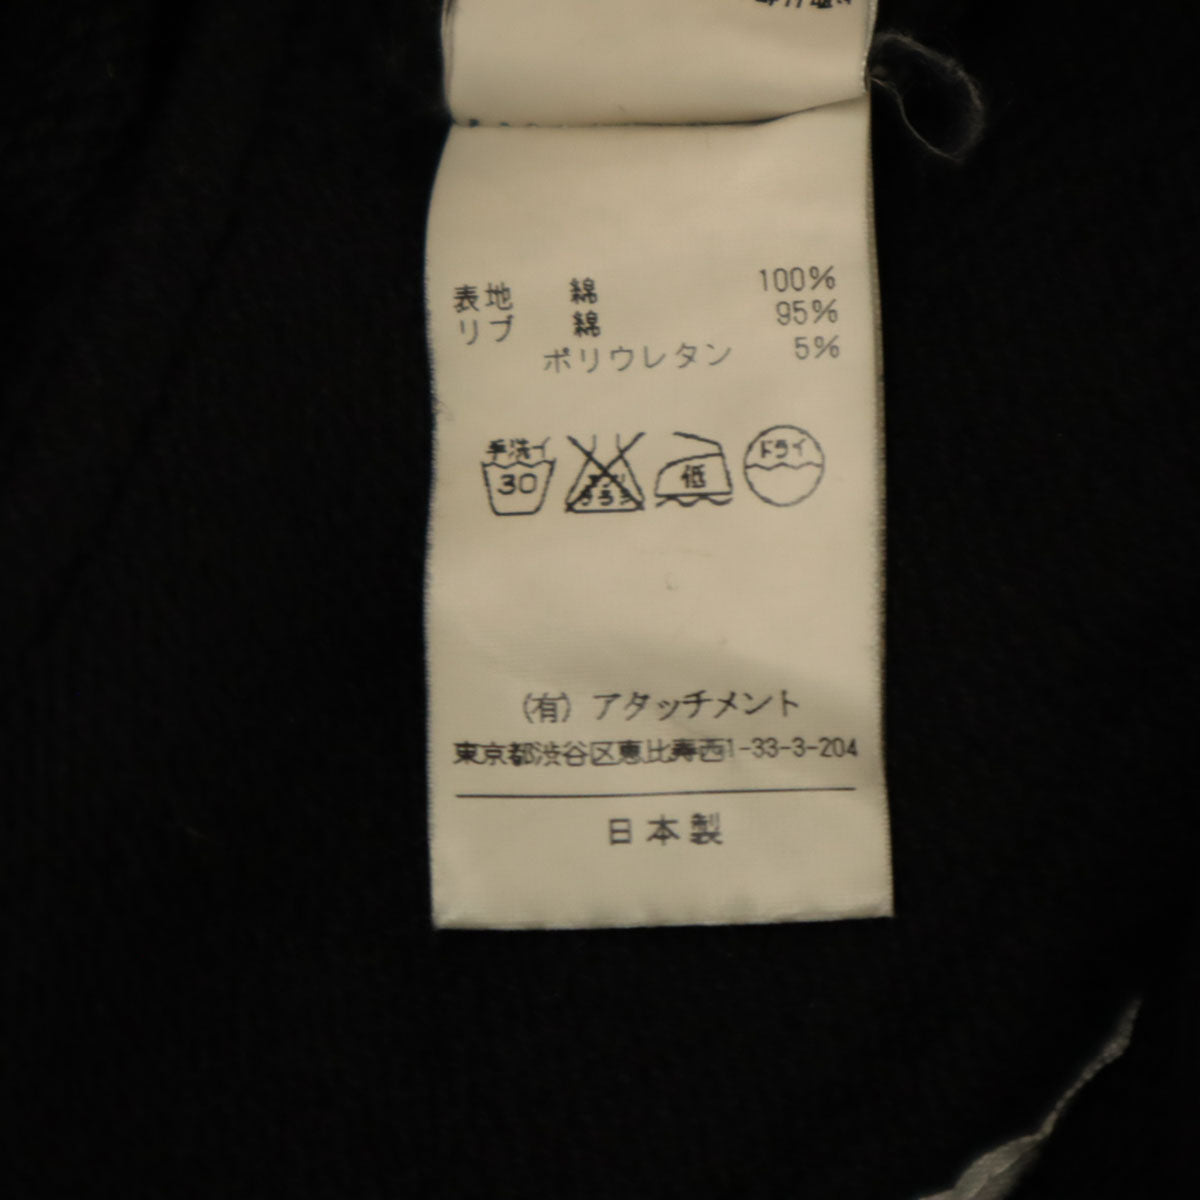 表地 綿 100%
リブ 綿 95%
ポリウレタン 5%
手洗イ 30 低 ドライ
(有) アタッチメント
東京都渋谷区恵比寿西1-33-3-204
日本製